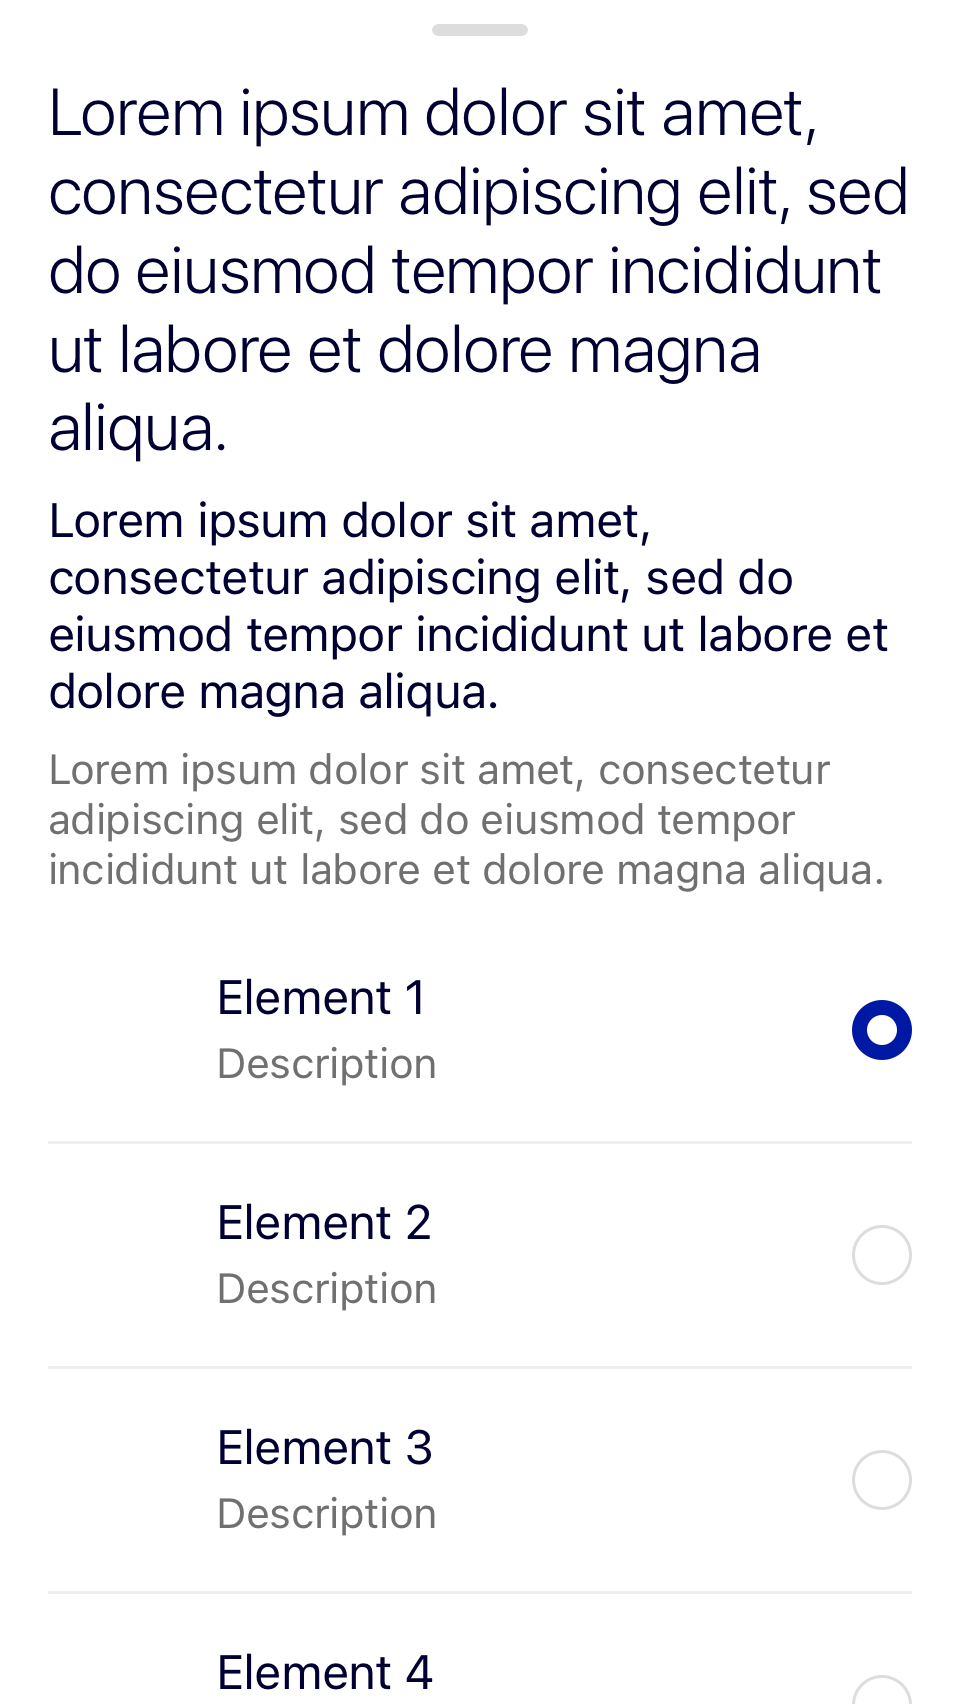 Lorem ipsum dolor sit amet,
consectetur adipiscing elit, sed
do eiusmod tempor incididunt
ut labore et dolore magna
aliqua.
Lorem ipsum dolor sit amet,
consectetur adipiscing elit, sed do
eiusmod tempor incididunt ut labore et
dolore magna aliqua.
Lorem ipsum dolor sit amet, consectetur
adipiscing elit, sed do eiusmod tempor
incididunt ut labore et dolore magna aliqua.
Element 1
Description
Element 2
Description
Element 3
Description
Element 4